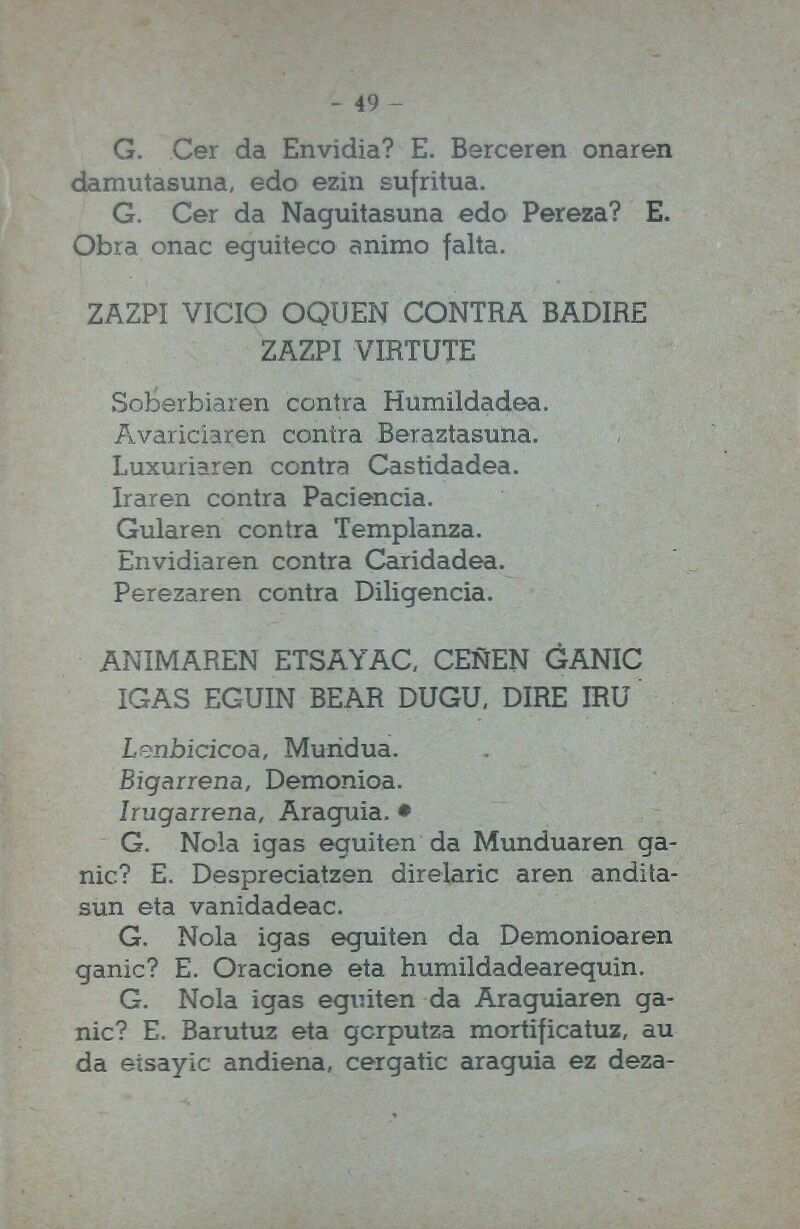 - 49 -
G. Cer da Envidia? E. Berceren onaren
damutasuna, edo ezin sufritua.
G. Cer da Naguitasuna edo Pereza? E.
Obra onac eguiteco animo falta.
ZAZPI VICIO OQUEN CONTRA BADIRE
ZAZPI VIRTUTE
Soberbiaren contra Humildadea.
Avariciaren contra Beraztasuna.
Luxuriaren contra Castidadea.
Iraren contra Paciencia.
Gularen contra Templanza.
Envidiaren contra Caridadea.
Perezaren contra Diligencia.
ANIMAREN ETSAYAC, CEÑEN GANIC
IGAS EGUIN BEAR DUGU, DIRE IRU
Lenbicicoa, Mundua.
Bigarrena, Demonioa.
Irugarrena, Araguia.
G. Nola igas eguiten da Munduaren ga-
nic? E. Despreciatzen direlaric aren andita-
sun eta vanidadeac.
G. Nola igas eguiten da Demonioaren
ganic? E. Oracione eta humildadearequin.
G. Nola igas eguiten da Araguiaren ga-
nic? E. Barutuz eta gorputza mortificatuz, au
da etsayic andiena, cergatic araguia ez deza-